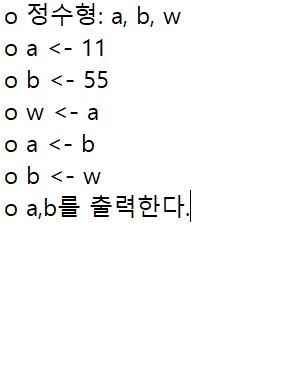 o 정수형: a, b, w
o a <- 11
o b <- 55
o w <- a
o a <- b
o b <- w
o a,b를 출력한다.